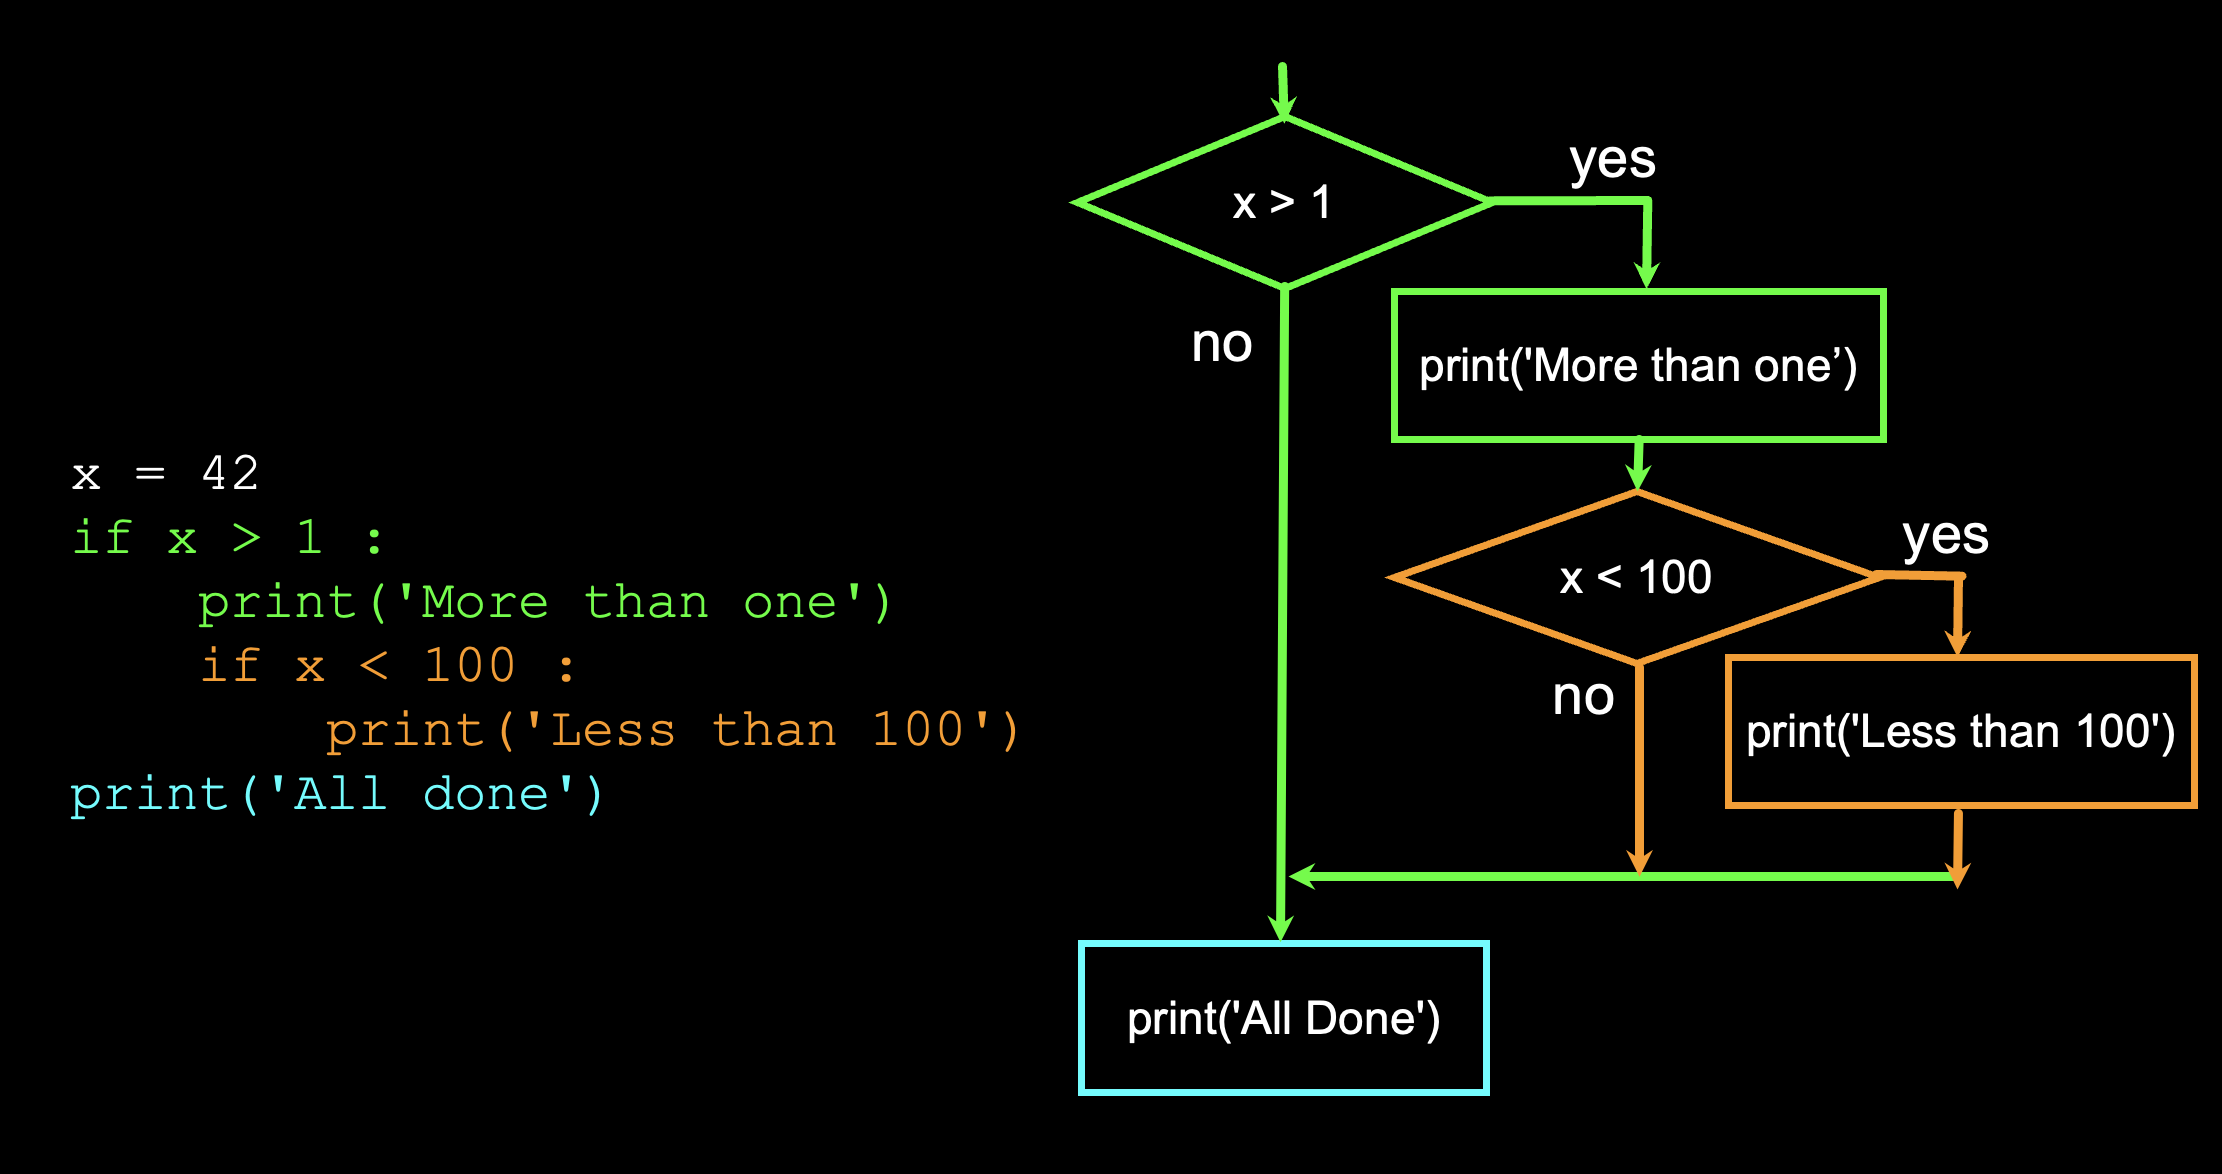 x = 42
if x > 1 :
    print('More than one')
    if x < 100 :
        print('Less than 100')
print('All done')
x > 1
yes
no
print('More than one’)
x < 100
yes
no
print('Less than 100')
print('All Done')